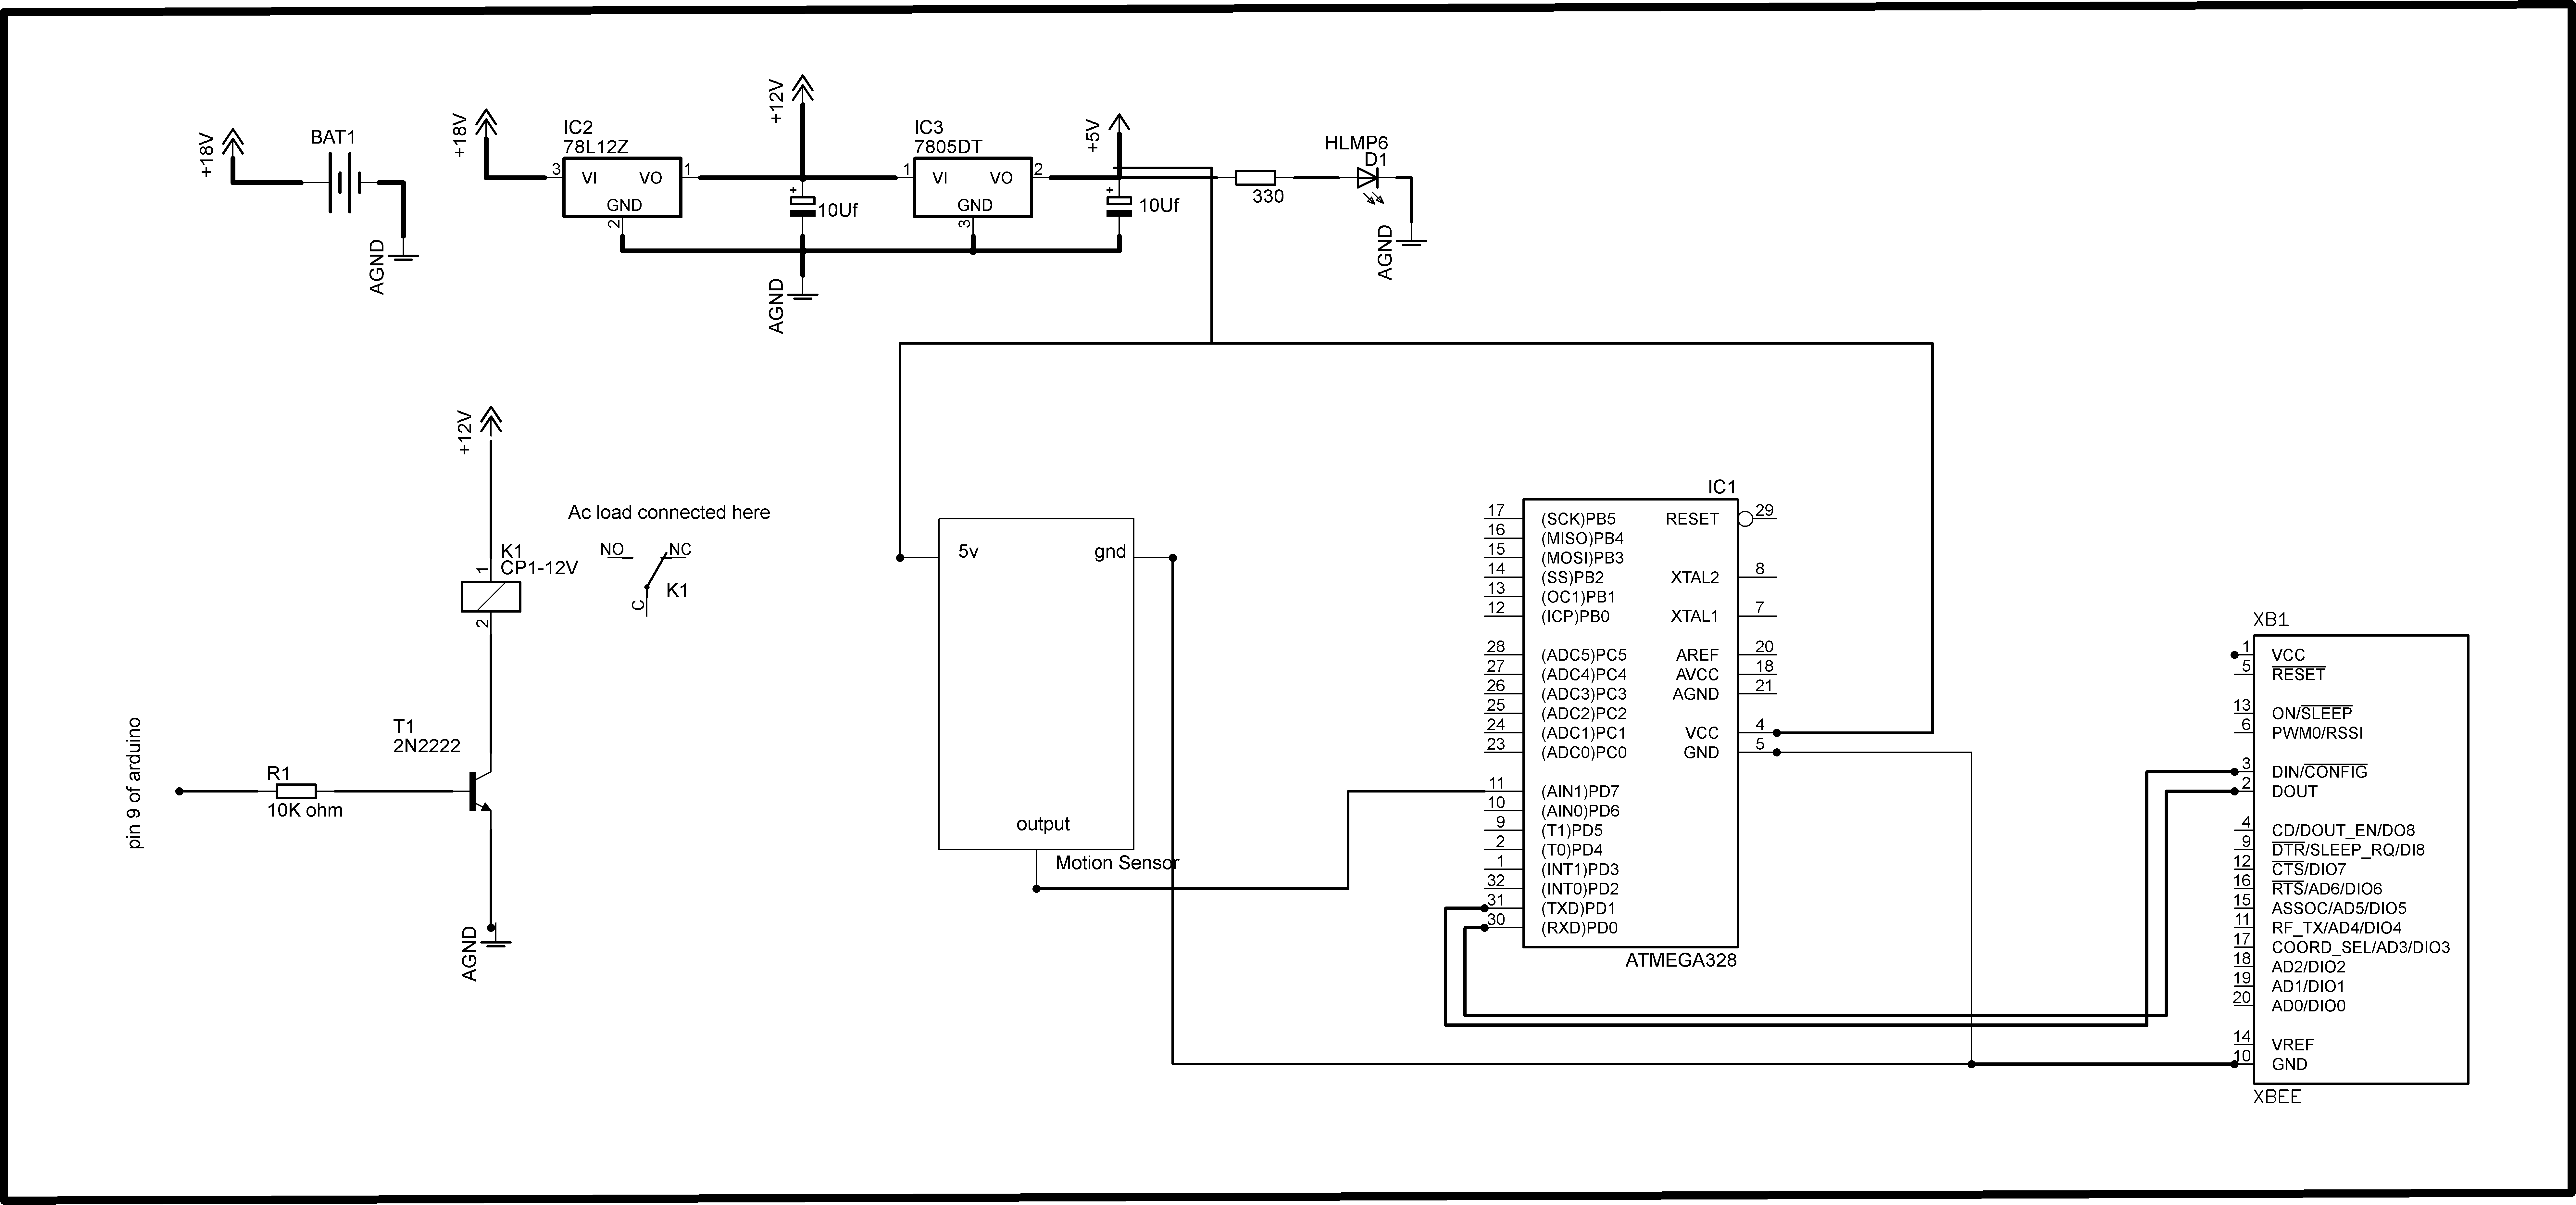 +18V
BAT1
AGND
+18V
IC2
78L12Z
3
VI
VO
1
GND
2
+12V
+
10Uf
AGND
IC3
7805DT
1
VI
VO
2
GND
3
+5V
+
10Uf
330
HLMP6
D1
AGND
+12V
K1
CP1-12V
1
2
Ac load connected here
NO
NC
K1
C
T1
2N2222
R1
10K ohm
pin 9 of arduino
AGND
5v
gnd
output
Motion Sensor
IC1
17 (SCK)PB5
16 (MISO)PB4
15 (MOSI)PB3
14 (SS)PB2
13 (OC1)PB1
12 (ICP)PB0
28 (ADC5)PC5
27 (ADC4)PC4
26 (ADC3)PC3
25 (ADC2)PC2
24 (ADC1)PC1
23 (ADC0)PC0
11 (AIN1)PD7
10 (AIN0)PD6
9 (T1)PD5
2 (T0)PD4
1 (INT1)PD3
32 (INT0)PD2
31 (TXD)PD1
30 (RXD)PD0
RESET 29
XTAL2 8
XTAL1 7
AREF 20
AVCC 18
AGND 21
VCC 4
GND 5
ATMEGA328
XB1
1 VCC
5 RESET
13 ON/SLEEP
6 PWM0/RSSI
3 DIN/CONFIG
2 DOUT
4 CD/DOUT_EN/DO8
9 DTR/SLEEP_RQ/DI8
12 CTS/DIO7
16 RTS/AD6/DIO6
15 ASSOC/AD5/DIO5
11 RF_TX/AD4/DIO4
17 COORD_SEL/AD3/DIO3
18 AD2/DIO2
19 AD1/DIO1
20 AD0/DIO0
14 VREF
10 GND
XBEE